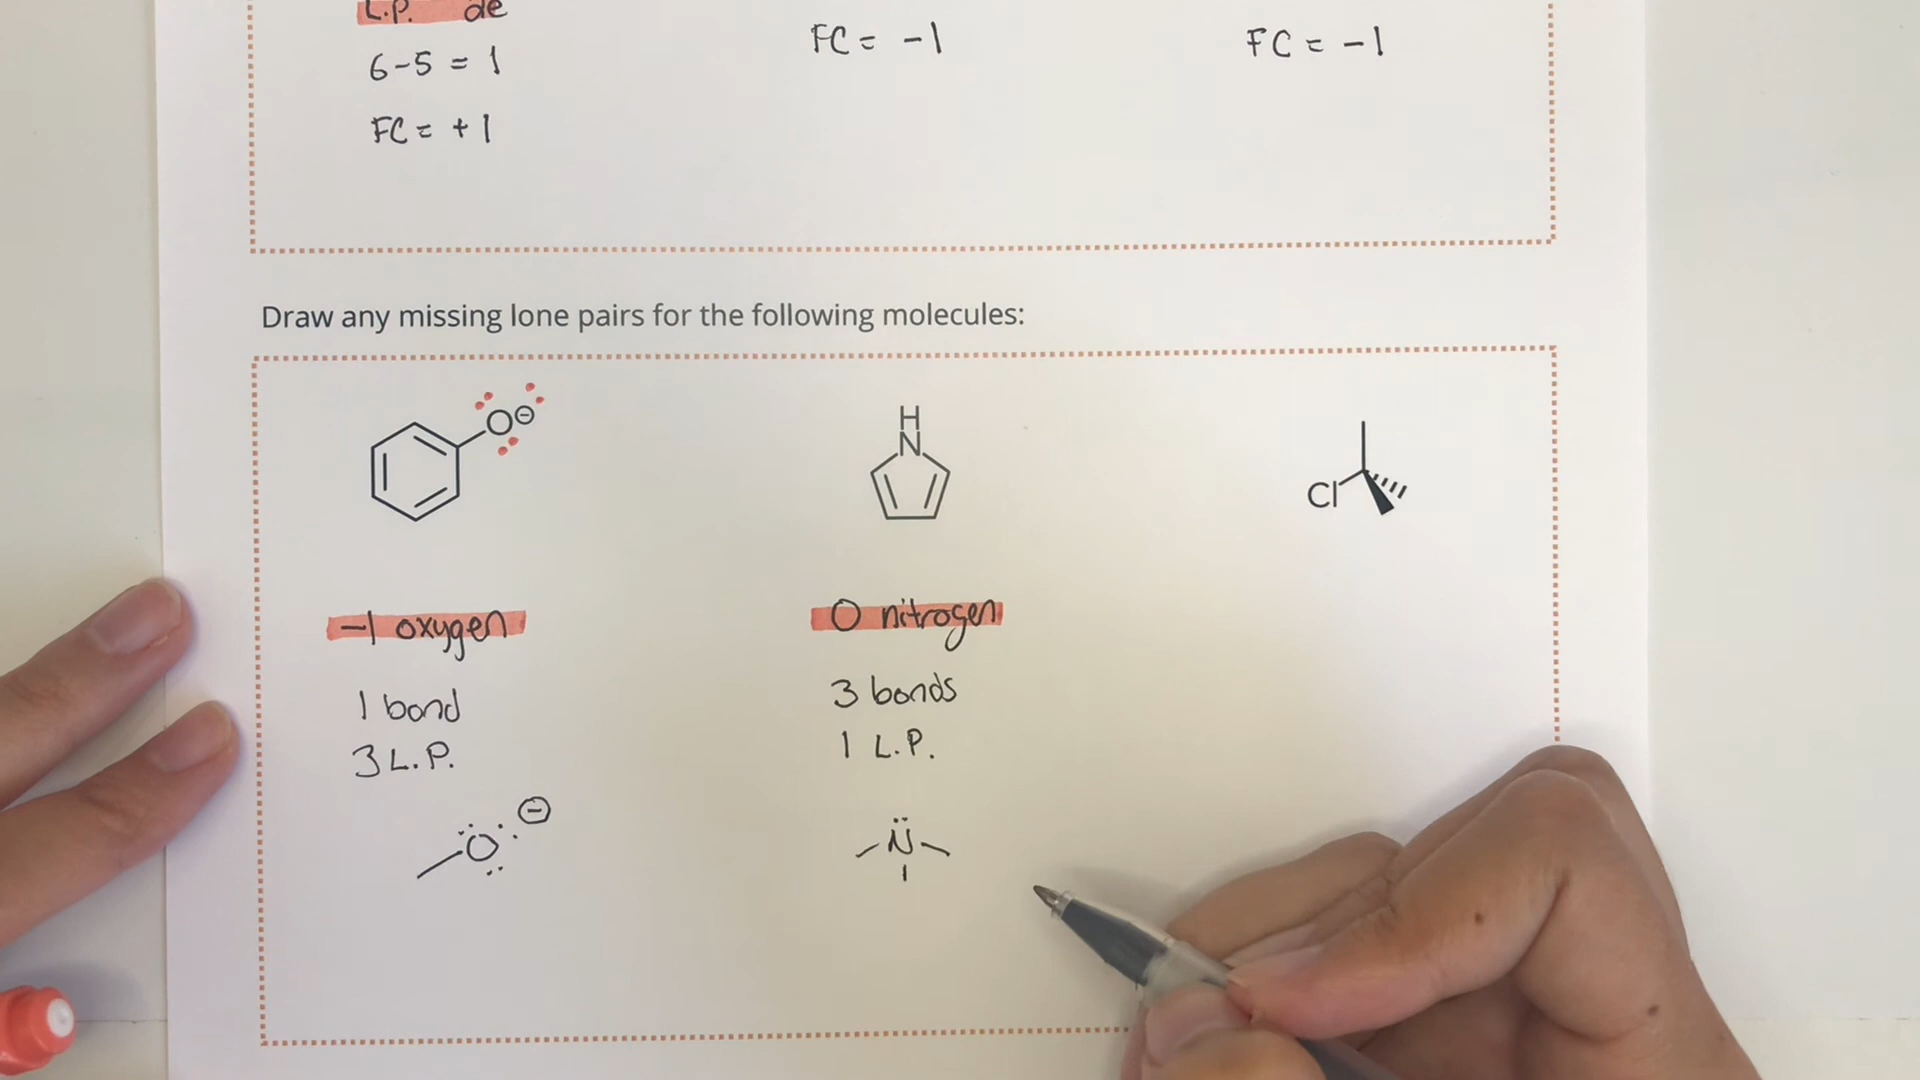 L.P. de
6-5 = 1
FC = +1
FC = -1
FC = -1
Draw any missing lone pairs for the following molecules:
O⊖
H
N
Cl
-1 oxygen
1 bond
3 L.P.
O ⊖
0 nitrogen
3 bonds
1 L.P.
N